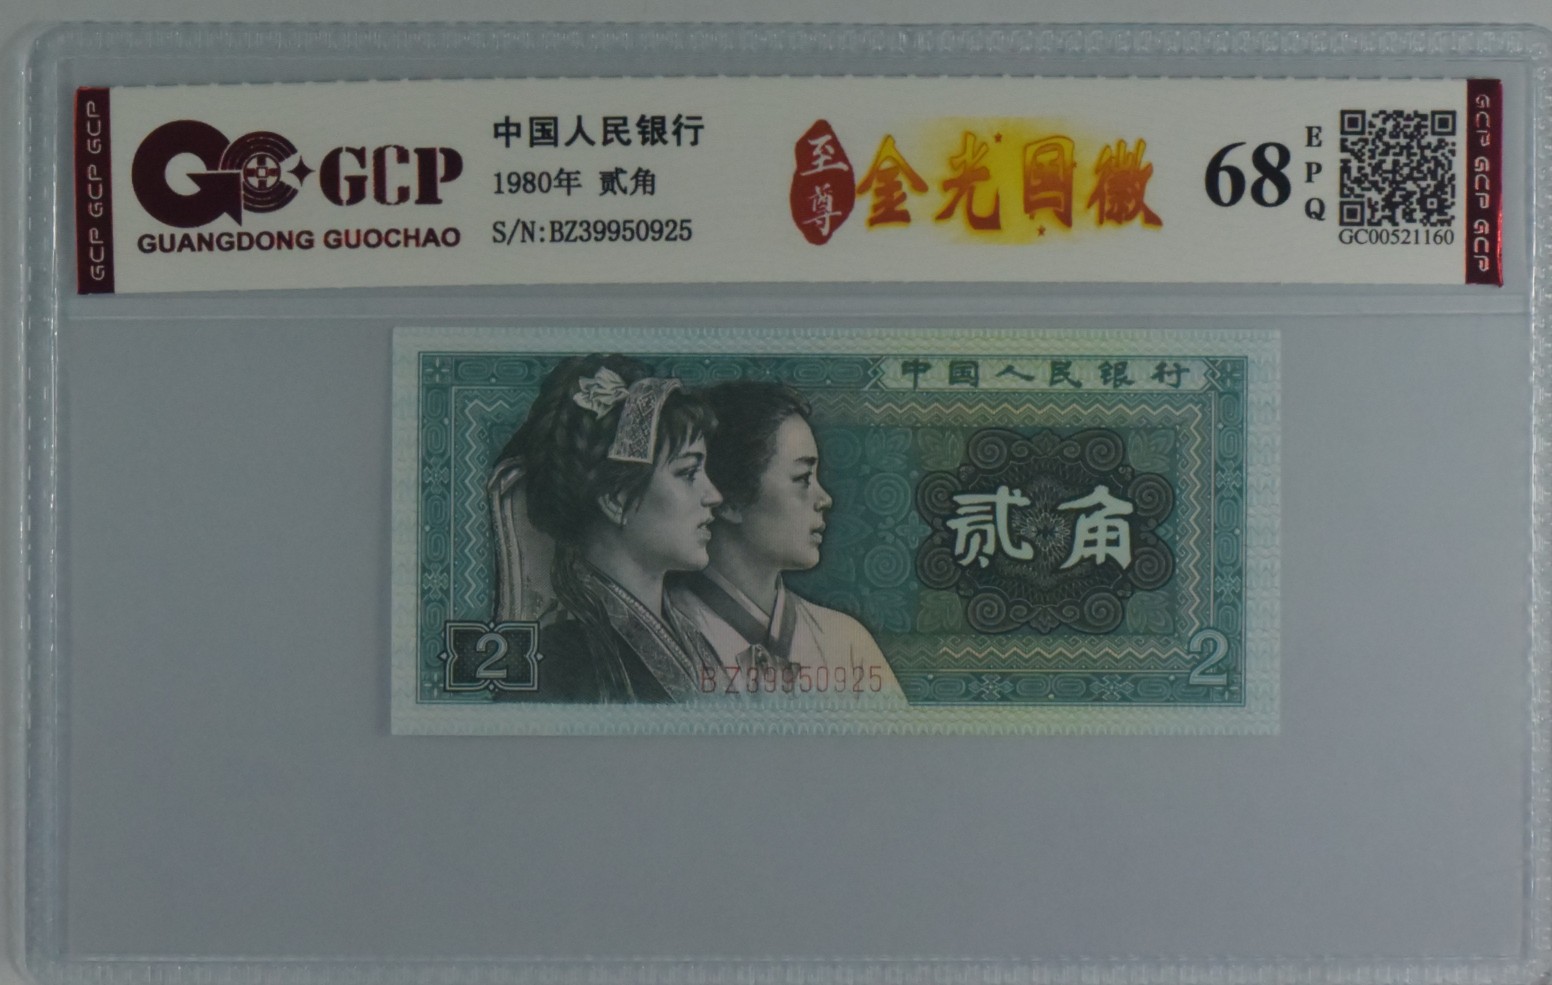 GCP GCP GCP
GCP
GUANGDONG GUOCHAO
中国人民银行
1980年 贰角
S/N:BZ39950925
至尊
金光国徽
68
EPQ
GC00521160
GCP GCP GCP
中国人民银行
贰角
2
2
BZ39950925